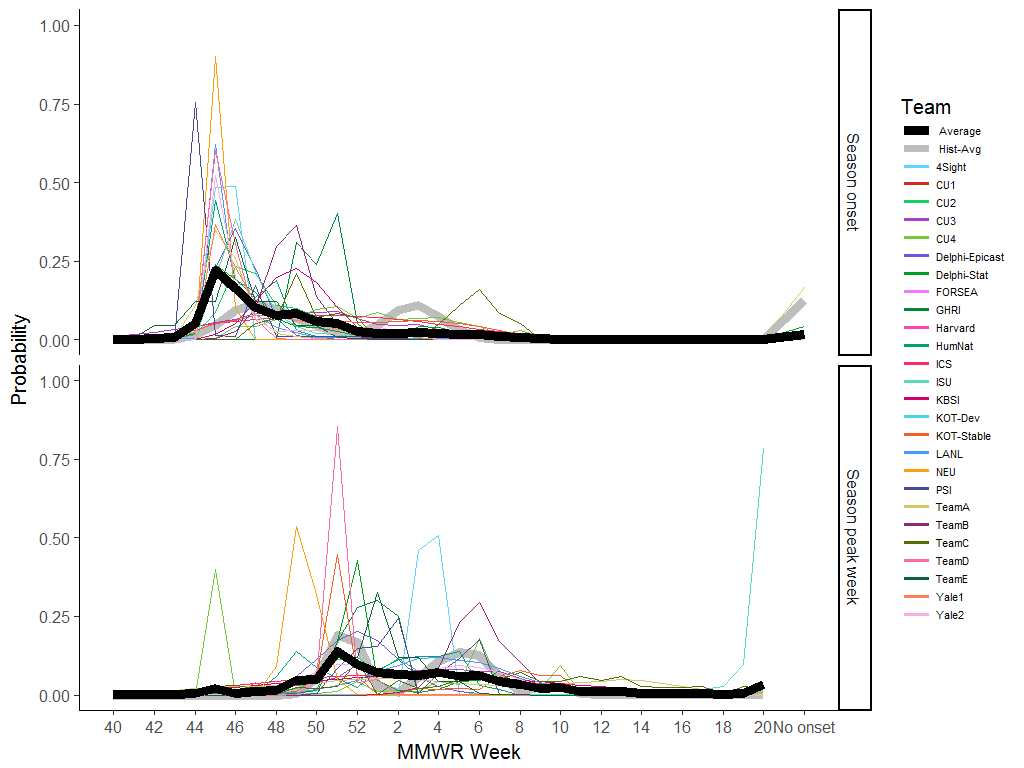 1.00
0.75
0.50
0.25
0.00
Season onset
1.00
0.75
0.50
0.25
0.00
Season peak week
Probability
40 42 44 46 48 50 52 2 4 6 8 10 12 14 16 18 20 No onset
MMWR Week
Team
Average
Hist-Avg
4Sight
CU1
CU2
CU3
CU4
Delphi-Epicast
Delphi-Stat
FORSEA
GHRI
Harvard
HumNat
ICS
ISU
KBSI
KOT-Dev
KOT-Stable
LANL
NEU
PSI
TeamA
TeamB
TeamC
TeamD
TeamE
Yale1
Yale2